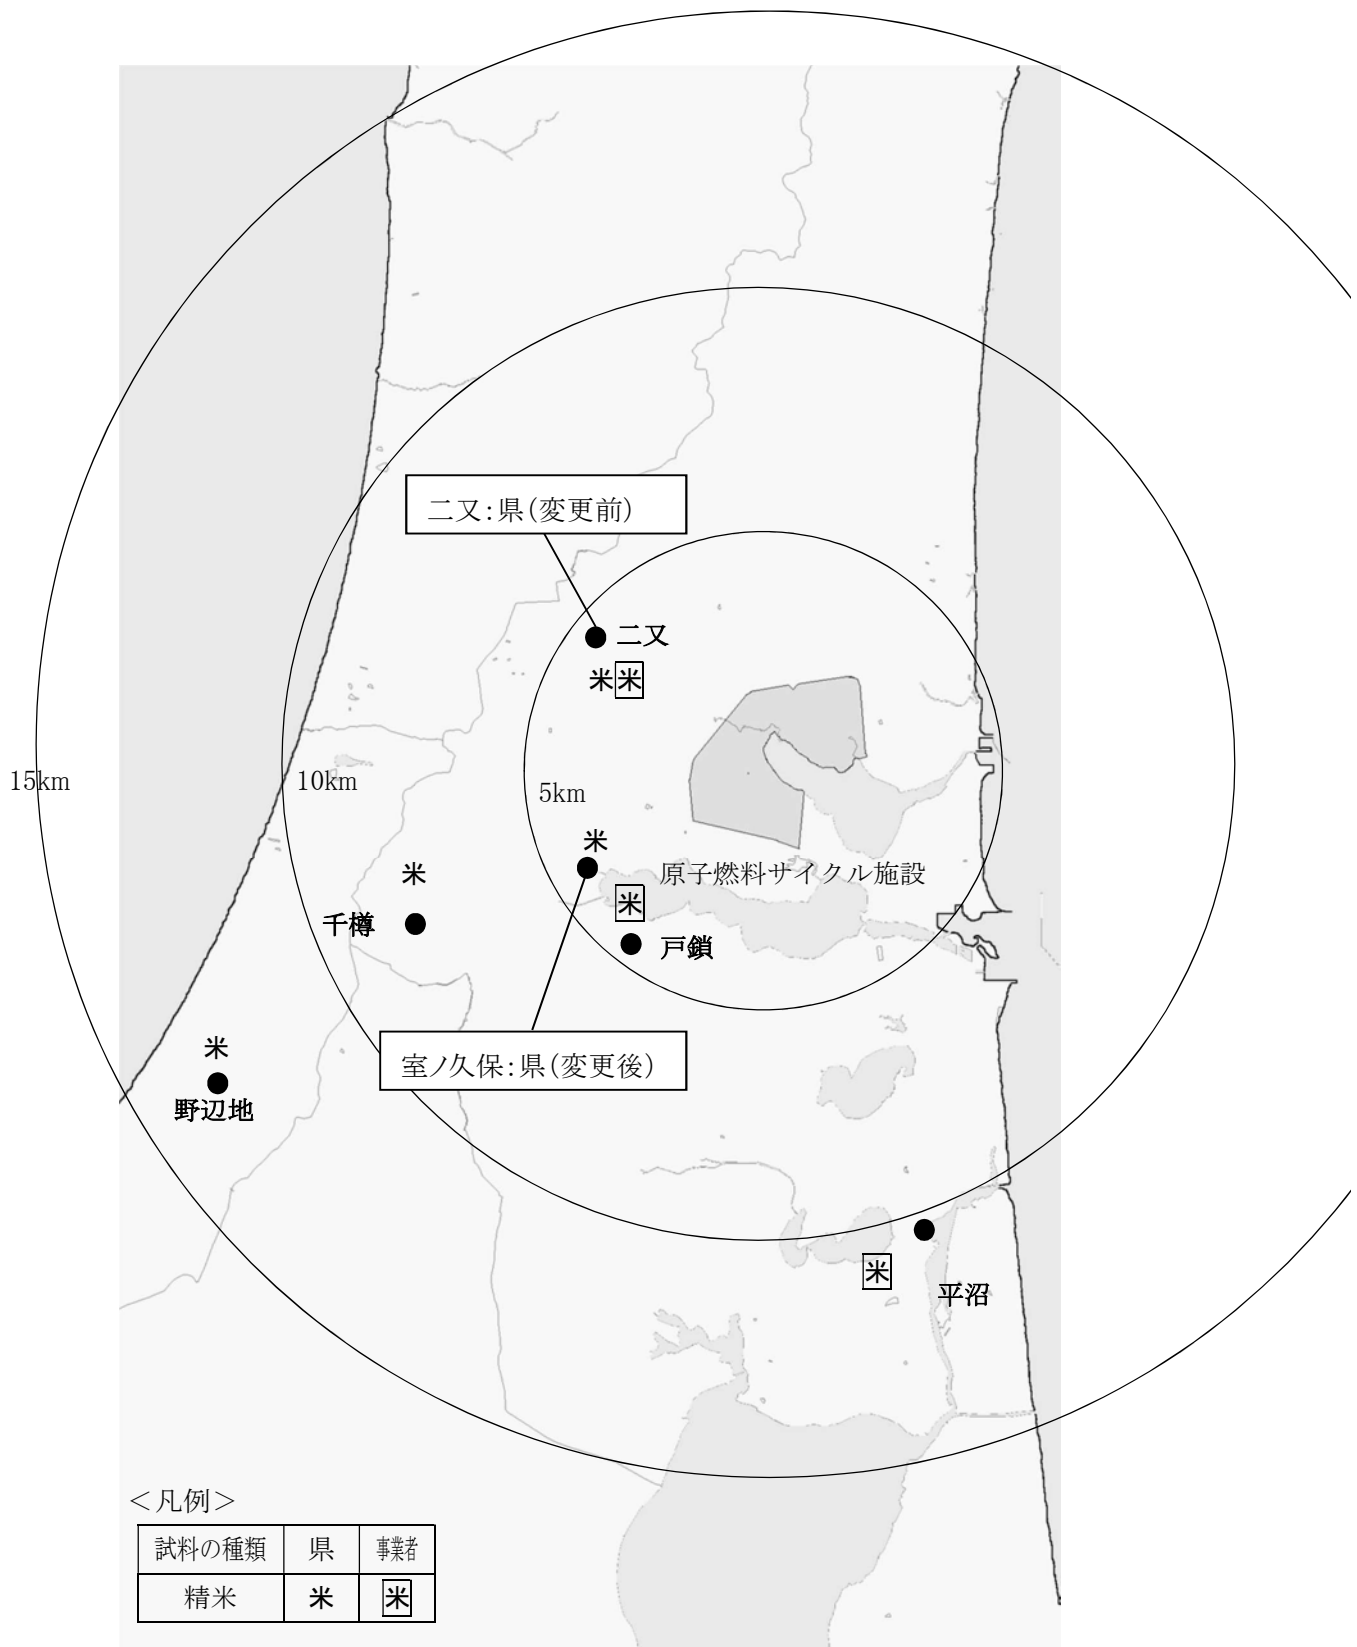 二又:県(変更前)
二又
米米
15km
10km
5km
米
原子燃料サイクル施設
米
米
千樽
戸鎖
室ノ久保:県(変更後)
米
野辺地
米
平沼
<凡例>
試料の種類 県 事業者
精米 米 米